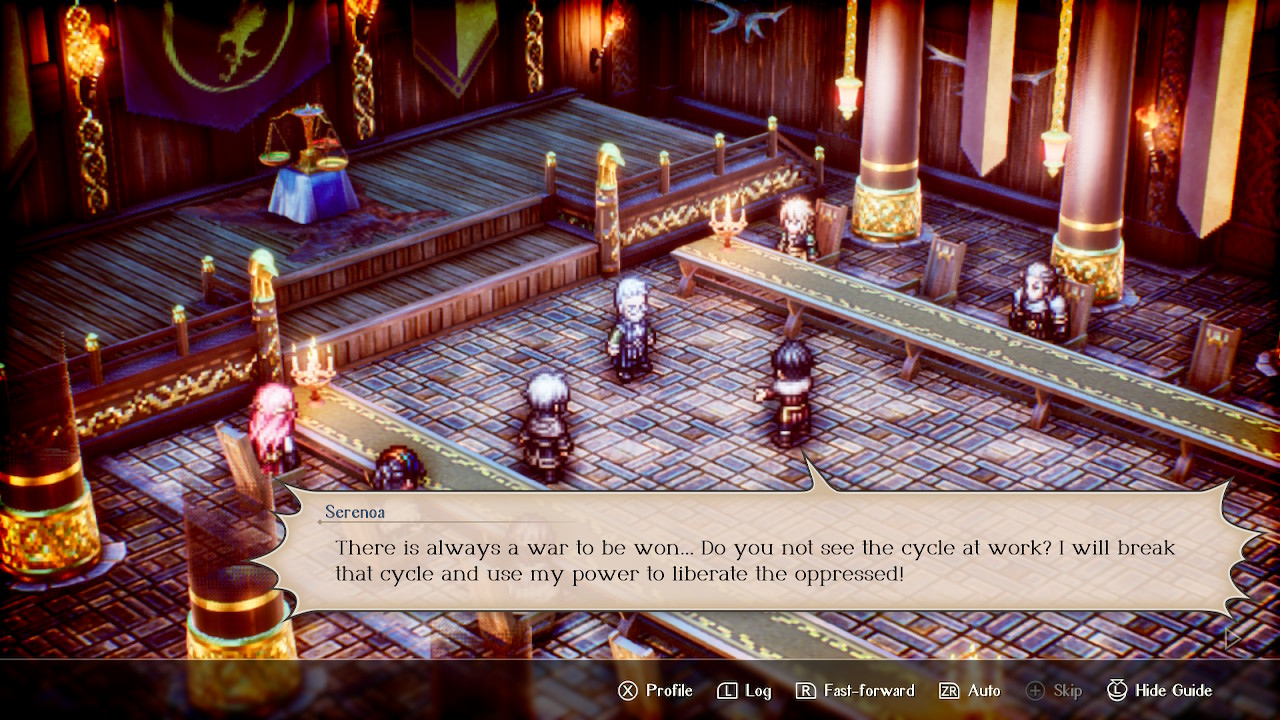 Serenoa
There is always a war to be won... Do you not see the cycle at work? I will break
that cycle and use my power to liberate the oppressed!
X Profile L Log R Fast-forward ZR Auto + Skip L Hide Guide